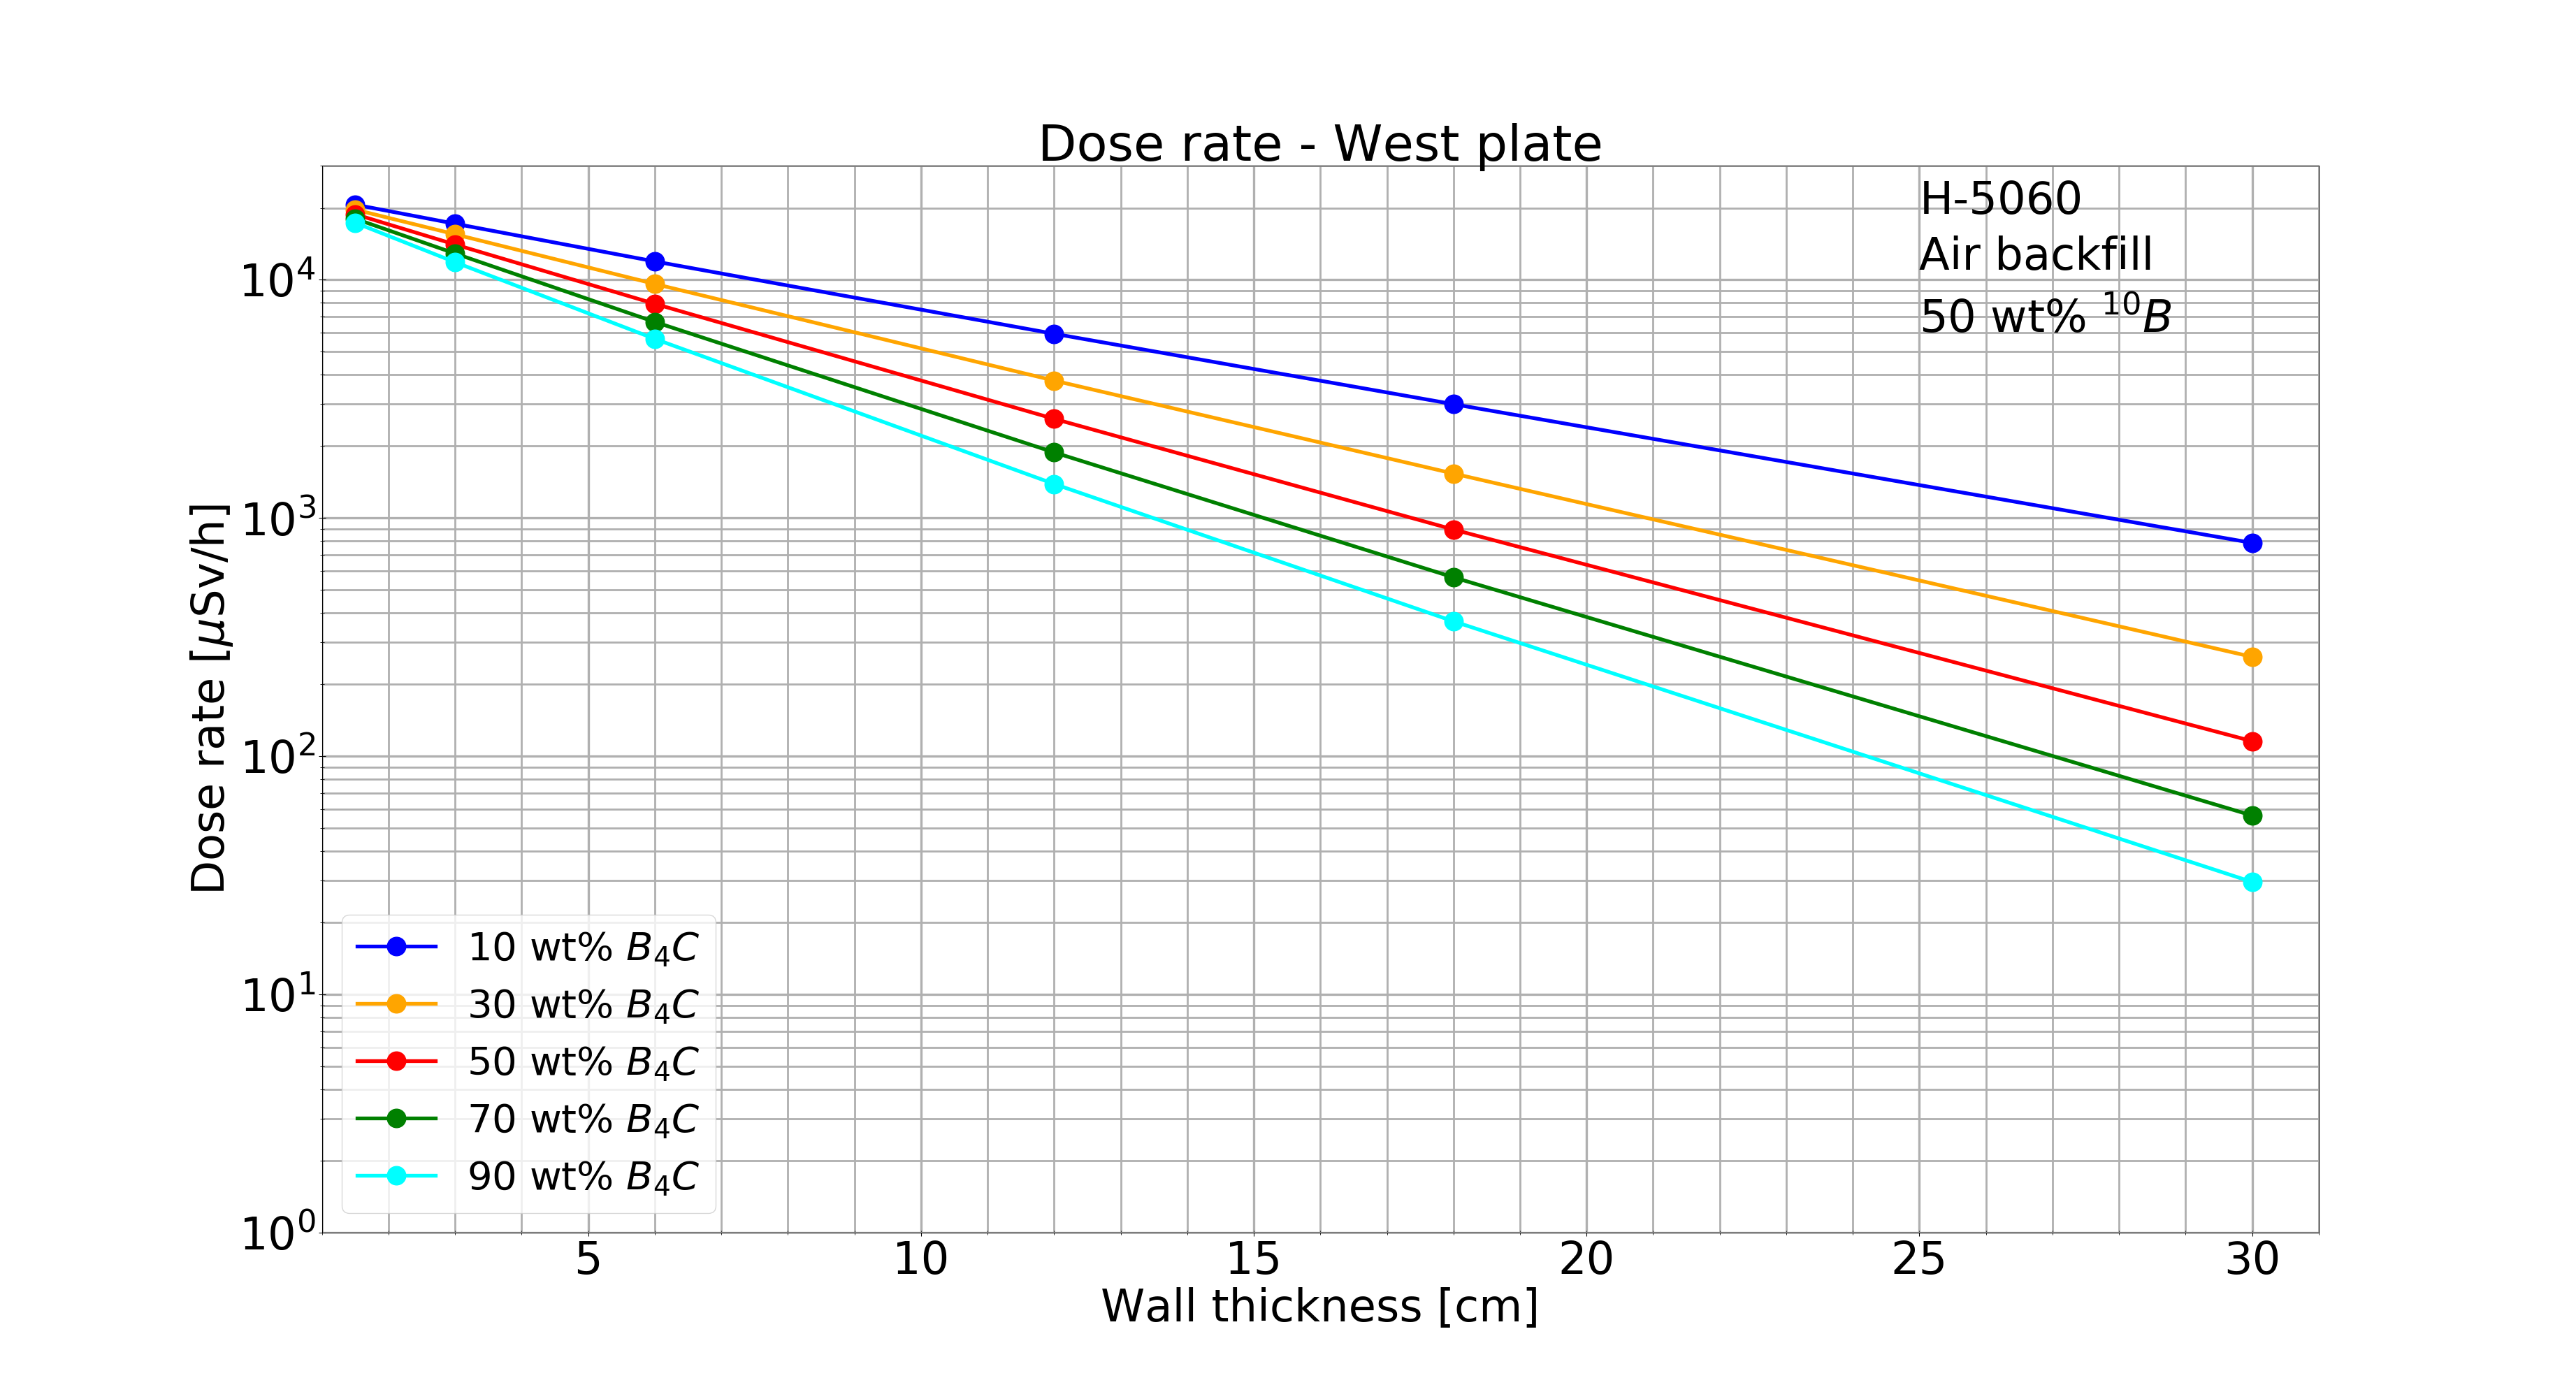 Dose rate - West plate
H-5060
Air backfill
50 wt% ¹⁰B
Dose rate [μSv/h]
10⁴
10³
10²
10¹
10⁰
10 wt% B₄C
30 wt% B₄C
50 wt% B₄C
70 wt% B₄C
90 wt% B₄C
5 10 15 20 25 30
Wall thickness [cm]